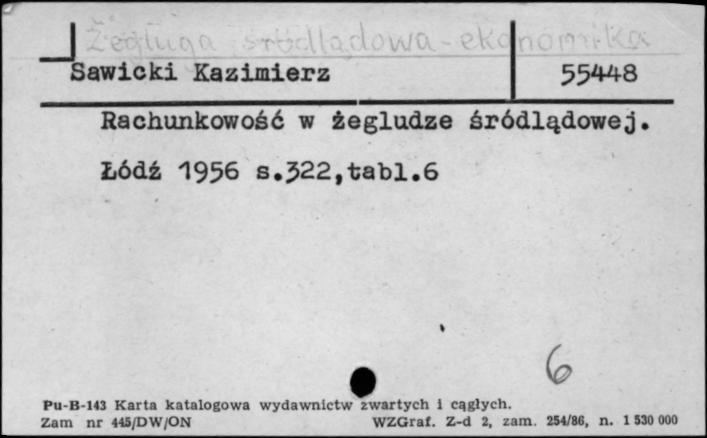 Żegluga śródlądowa - ekonomika
Sawicki Kazimierz 55448
Rachunkowość w żegludze śródlądowej.
Łódź 1956 s.322,tabl.6
6
Pu-B-143 Karta katalogowa wydawnictw zwartych i ciągłych.
Zam nr 445/DW/ON WZGraf. Z-d 2, zam. 254/86, n. 1 530 000